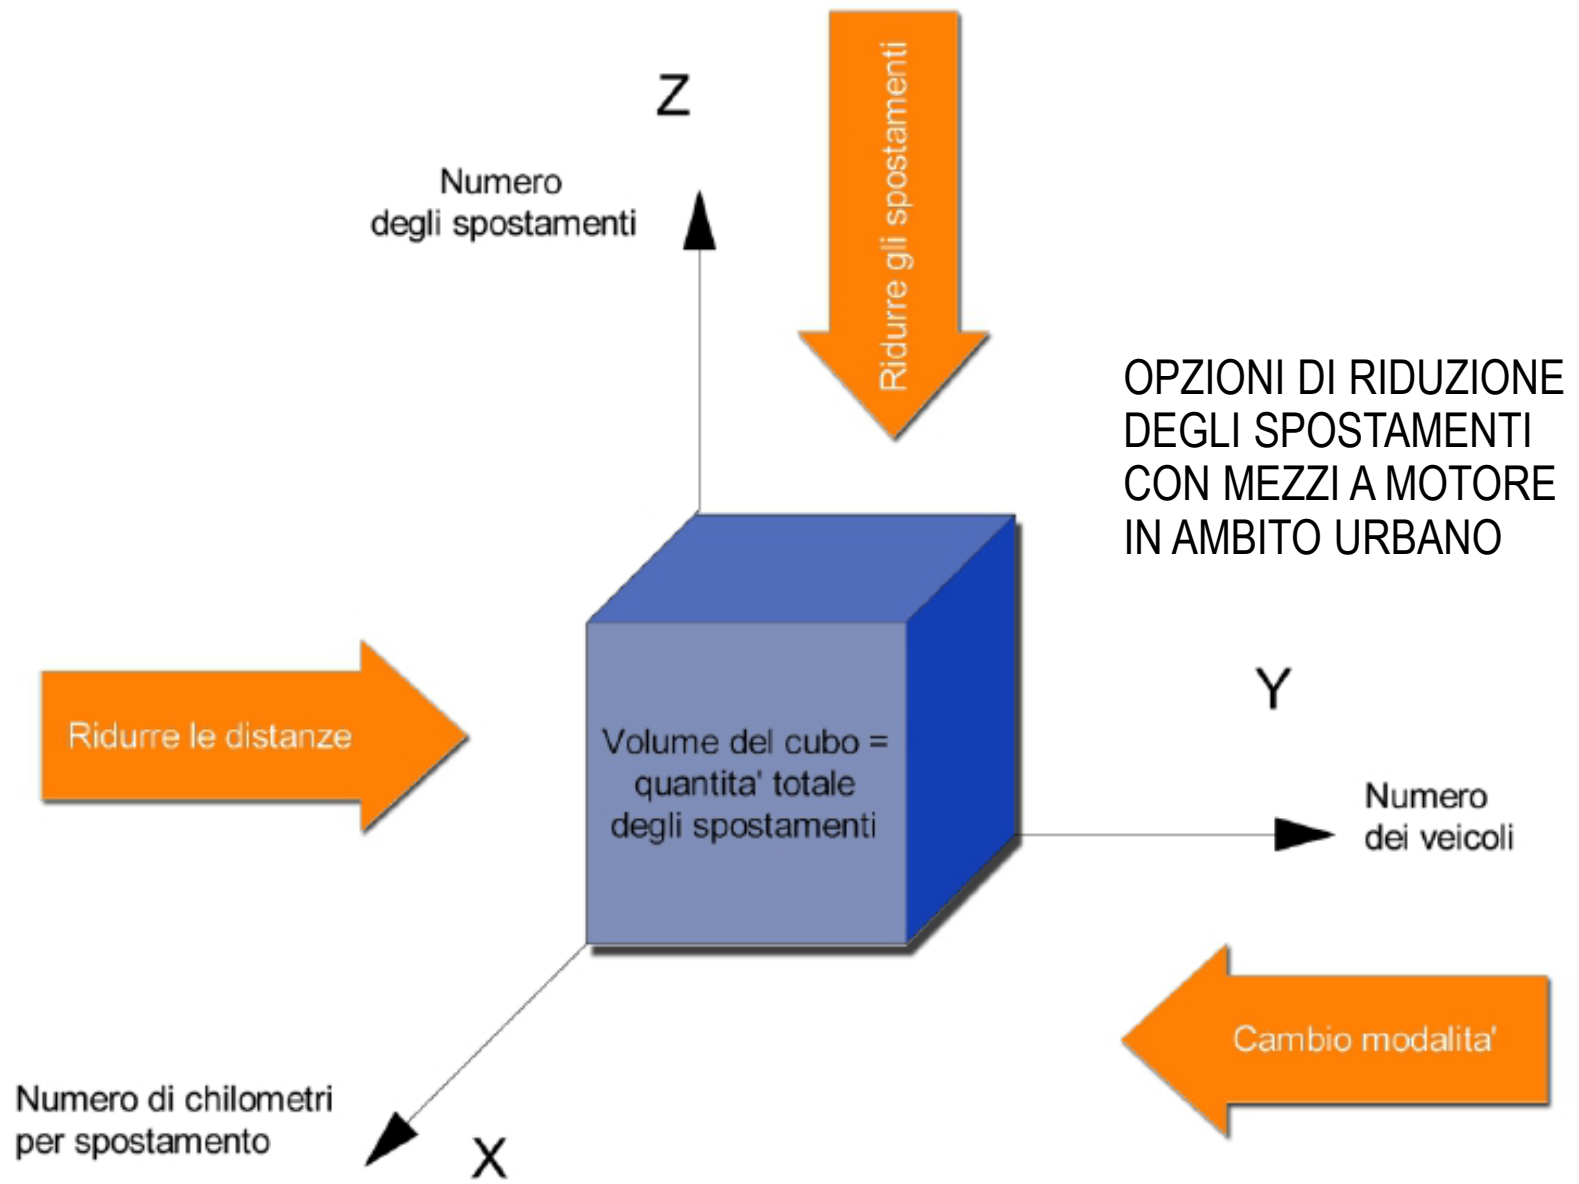 Z
Numero
degli spostamenti
Ridurre gli spostamenti
OPZIONI DI RIDUZIONE
DEGLI SPOSTAMENTI
CON MEZZI A MOTORE
IN AMBITO URBANO
Ridurre le distanze
Volume del cubo =
quantita' totale
degli spostamenti
Y
Numero
dei veicoli
Cambio modalita'
Numero di chilometri
per spostamento
X